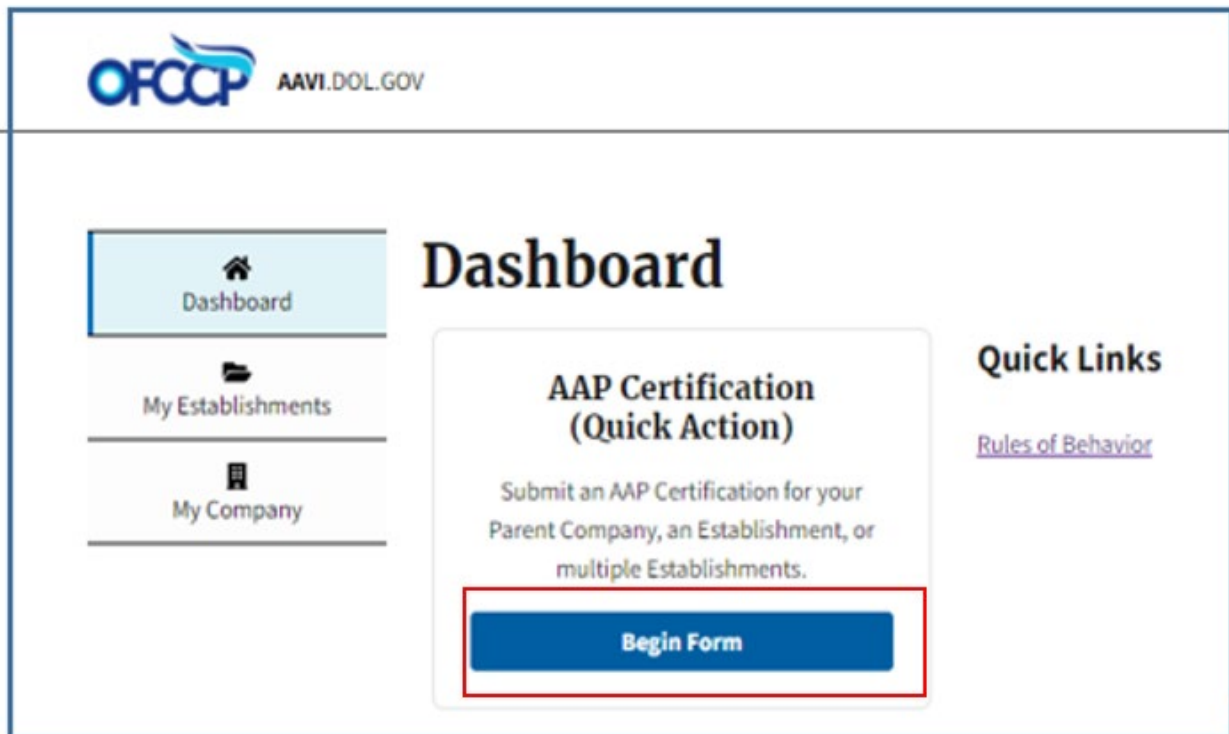 OFCCP AAVI.DOL.GOV
Dashboard
My Establishments
My Company
Dashboard
AAP Certification
(Quick Action)
Submit an AAP Certification for your
Parent Company, an Establishment, or
multiple Establishments.
Begin Form
Quick Links
Rules of Behavior